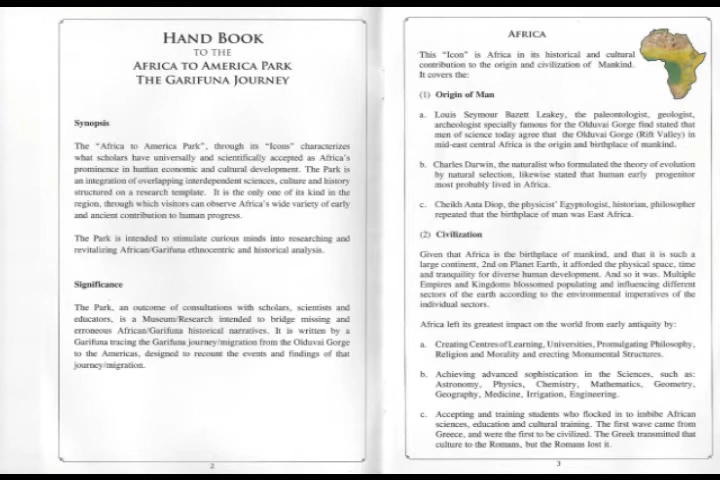 HAND BOOK
TO THE
AFRICA TO AMERICA PARK
THE GARIFUNA JOURNEY
Synopsis
The "Africa to America Park", through its "Icons" characterizes
what scholars have universally and scientifically accepted as Africa's
prominence in human economic and cultural development. The Park is
an integration of overlapping interdependent sciences, culture and history
structured on a research template. It is the only one of its kind in the
region, through which visitors can observe Africa's wide variety of early
and ancient contribution to human progress.
The Park is intended to stimulate curious minds into researching and
revitalizing African/Garifuna ethnocentric and historical analysis.
Significance
The Park, an outcome of consultations with scholars, scientists and
educators, is a Museum/Research intended to bridge missing and
erroneous African/Garifuna historical narratives. It is written by a
Garifuna tracing the Garifuna journey/migration from the Olduvai Gorge
to the Americas, designed to recount the events and findings of that
journey/migration.
2
AFRICA
This "Icon" is Africa in its historical and cultural
contribution to the origin and civilization of Mankind.
It covers the:
(1) Origin of Man
a. Louis Seymour Bazett Leakey, the paleontologist, geologist,
archeologist specially famous for the Olduvai Gorge find stated that
men of science today agree that the Olduvai Gorge (Rift Valley) in
mid-east central Africa is the origin and birthplace of mankind.
b. Charles Darwin, the naturalist who formulated the theory of evolution
by natural selection, likewise stated that human early progenitor
most probably lived in Africa.
c. Cheikh Anta Diop, the physicist' Egyptologist, historian, philosopher
repeated that the birthplace of man was East Africa.
(2) Civilization
Given that Africa is the birthplace of mankind, and that it is such a
large continent, 2nd on Planet Earth, it afforded the physical space, time
and tranquility for diverse human development. And so it was. Multiple
Empires and Kingdoms blossomed populating and influencing different
sectors of the earth according to the environmental imperatives of the
individual sectors.
Africa left its greatest impact on the world from early antiquity by:
a. Creating Centres of Learning, Universities, Promulgating Philosophy,
Religion and Morality and erecting Monumental Structures.
b. Achieving advanced sophistication in the Sciences, such as:
Astronomy, Physics, Chemistry, Mathematics, Geometry,
Geography, Medicine, Irrigation, Engineering.
c. Accepting and training students who flocked in to imbibe African
sciences, education and cultural training. The first wave came from
Greece, and were the first to be civilized. The Greek transmitted that
culture to the Romans, but the Romans lost it.
3